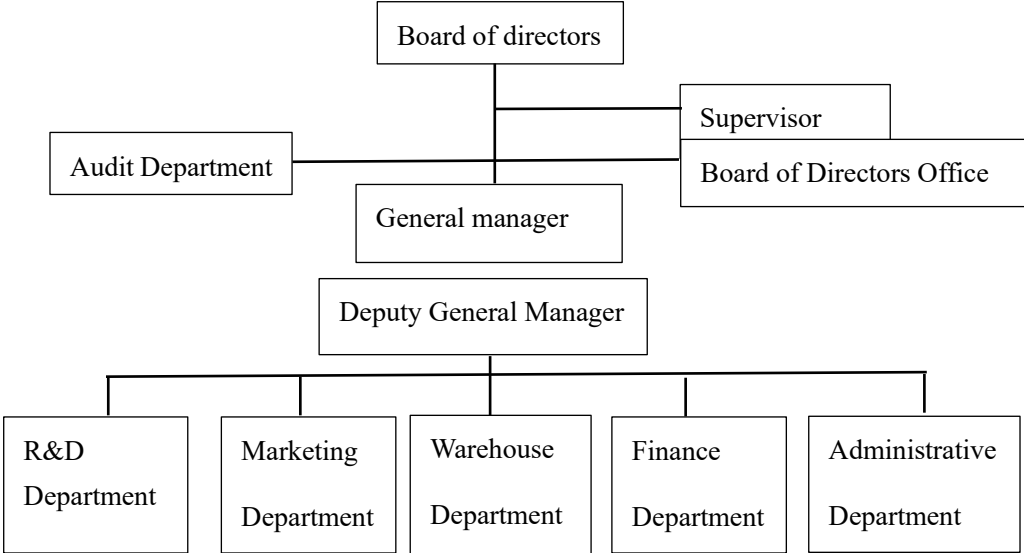 Board of directors
Supervisor
Audit Department
Board of Directors Office
General manager
Deputy General Manager
R&D
Department
Marketing
Department
Warehouse
Department
Finance
Department
Administrative
Department